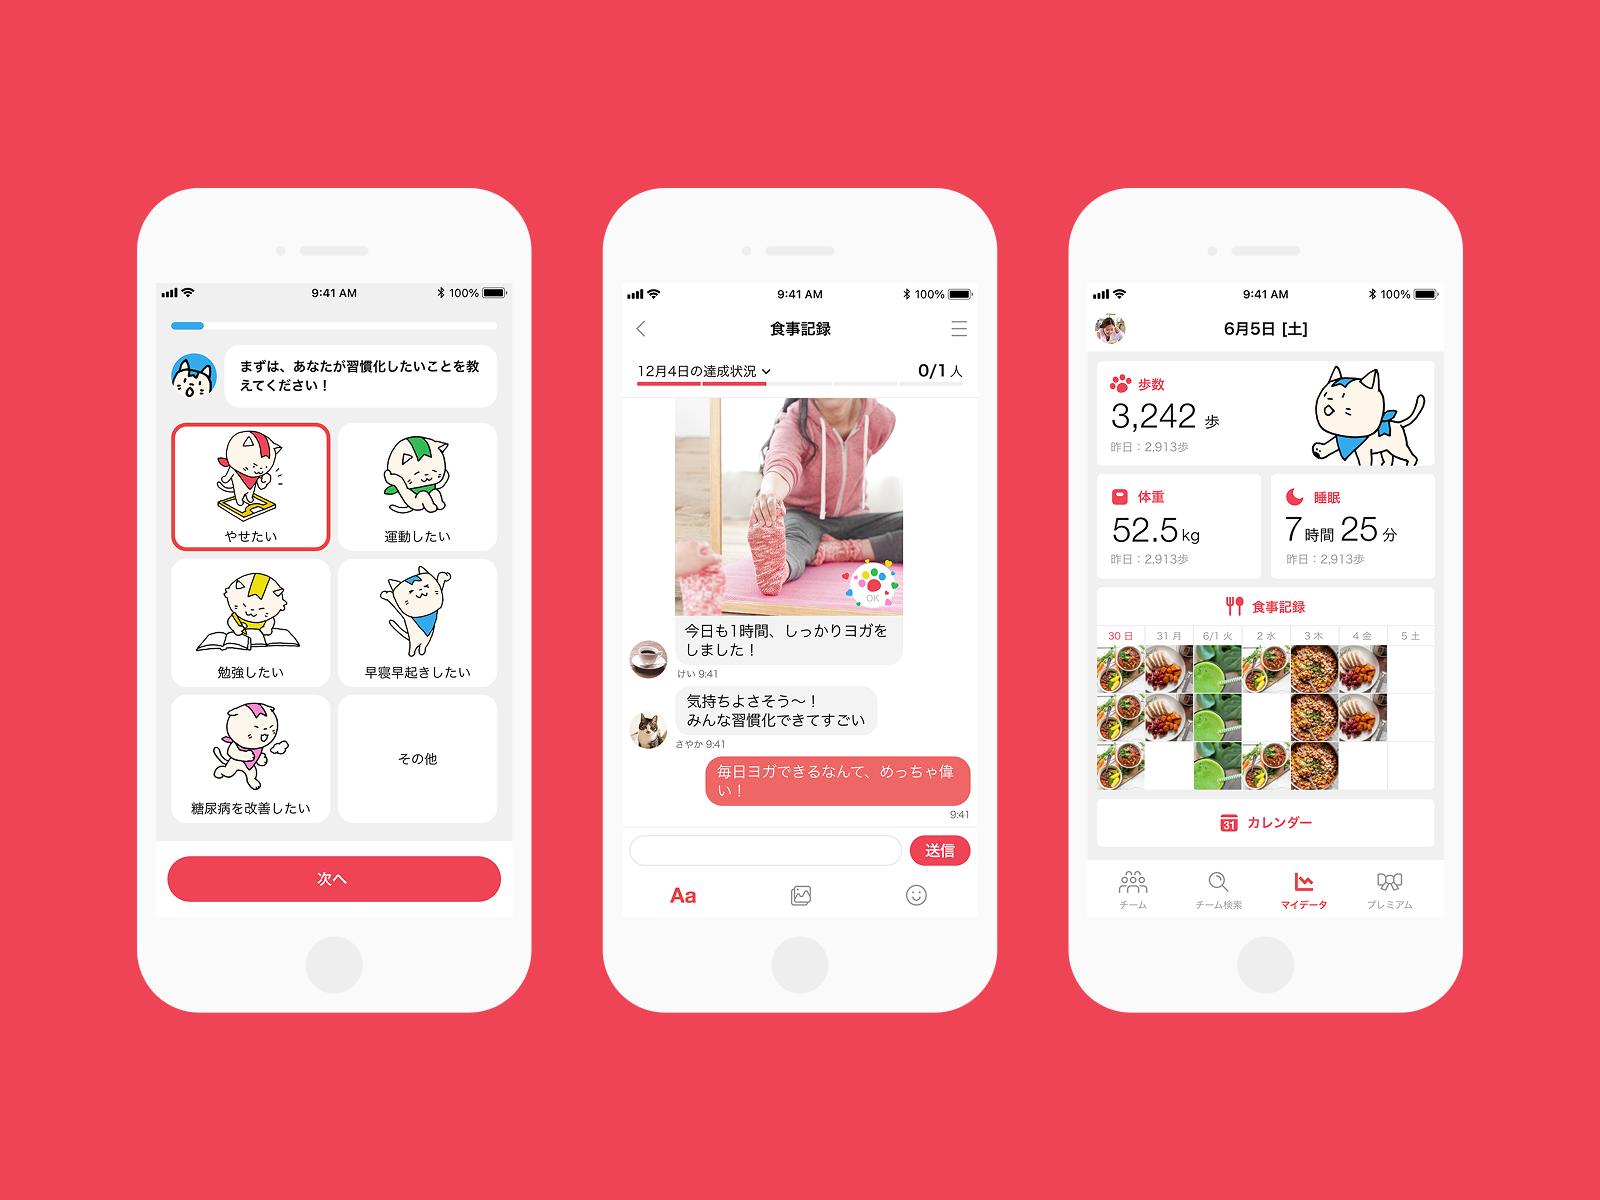 9:41 AM
100%
まずは、あなたが習慣化したいことを教
えてください！
やせたい
運動したい
勉強したい
早寝早起きしたい
糖尿病を改善したい
その他
次へ
9:41 AM
100%
食事記録
12月4日の達成状況
0/1人
OK
今日も1時間、しっかりヨガを
しました！
けい 9:41
気持ちよさそう〜！
みんな習慣化できてすごい
さやか 9:41
毎日ヨガできるなんて、めっちゃ偉
い！
9:41
送信
Aa
9:41 AM
100%
6月5日 [土]
歩数
3,242 歩
昨日：2,913歩
体重
52.5kg
昨日：2,913歩
睡眠
7時間 25分
昨日：2,913歩
食事記録
30 日 31 月 6/1 火 2 水 3 木 4 金 5 土
31 カレンダー
チーム チーム検索 マイデータ プレミアム